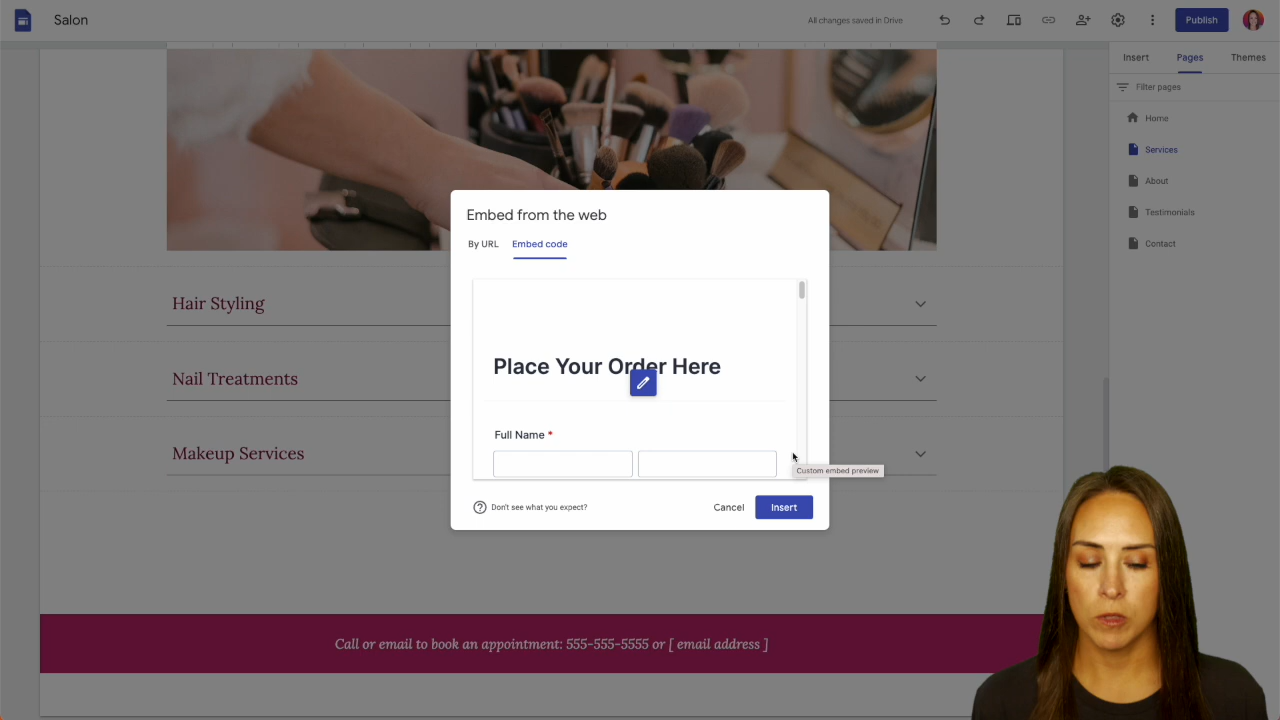 Salon
All changes saved in Drive
Publish
Insert
Pages
Themes
Filter pages
Home
Services
About
Testimonials
Contact
Embed from the web
By URL
Embed code
Place Your Order Here
Full Name *
Custom embed preview
Don't see what you expect?
Cancel
Insert
Hair Styling
Nail Treatments
Makeup Services
Call or email to book an appointment: 555-555-5555 or [ email address ]